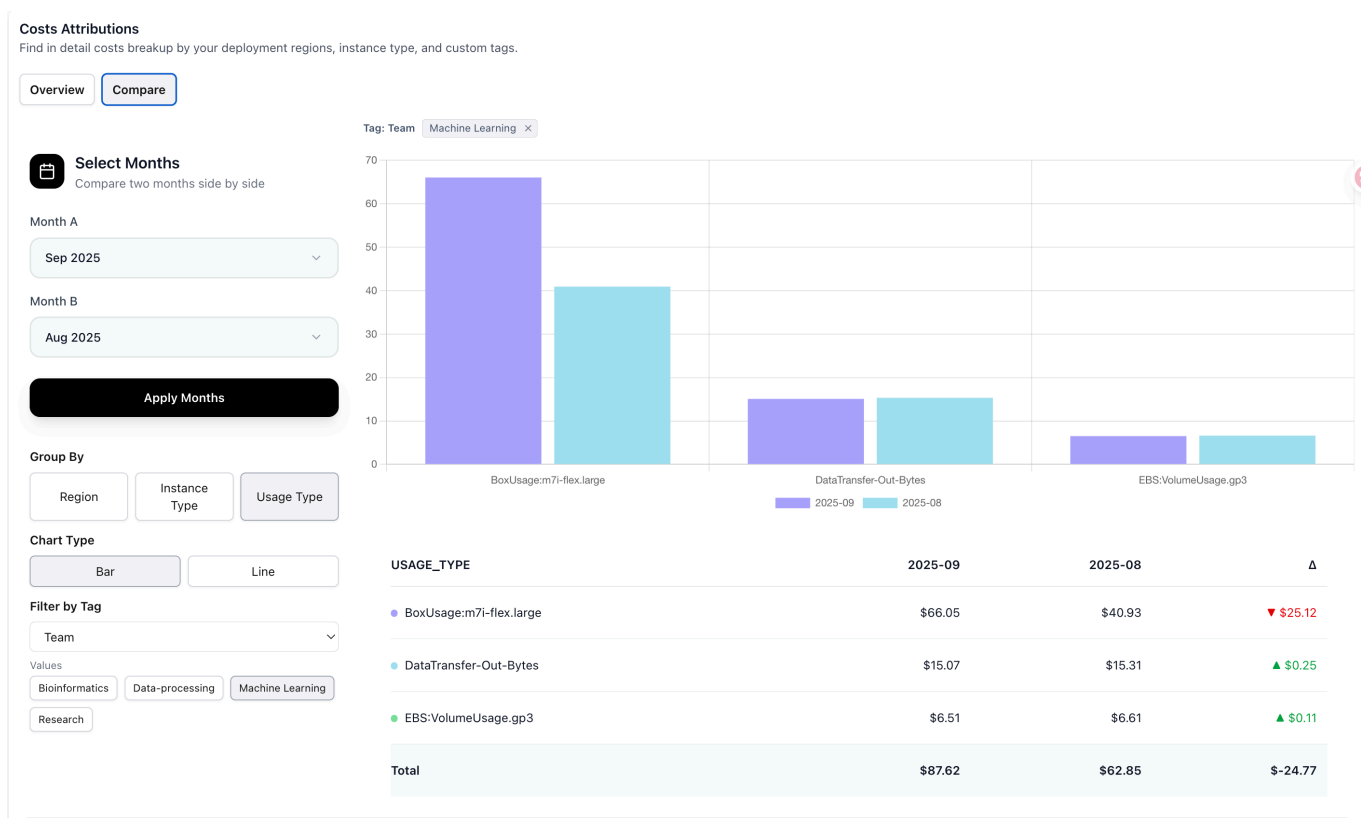 Costs Attributions
Find in detail costs breakup by your deployment regions, instance type, and custom tags.
Overview Compare
Select Months
Compare two months side by side
Month A
Sep 2025
Month B
Aug 2025
Apply Months
Group By
Region Instance Type Usage Type
Chart Type
Bar Line
Filter by Tag
Team
Values
Bioinformatics Data-processing Machine Learning
Research
Tag: Team Machine Learning ✕
70
60
50
40
30
20
10
0
BoxUsage:m7i-flex.large DataTransfer-Out-Bytes EBS:VolumeUsage.gp3
2025-09 2025-08
USAGE_TYPE 2025-09 2025-08 Δ
BoxUsage:m7i-flex.large $66.05 $40.93 ▼ $25.12
DataTransfer-Out-Bytes $15.07 $15.31 ▲ $0.25
EBS:VolumeUsage.gp3 $6.51 $6.61 ▲ $0.11
Total $87.62 $62.85 $-24.77